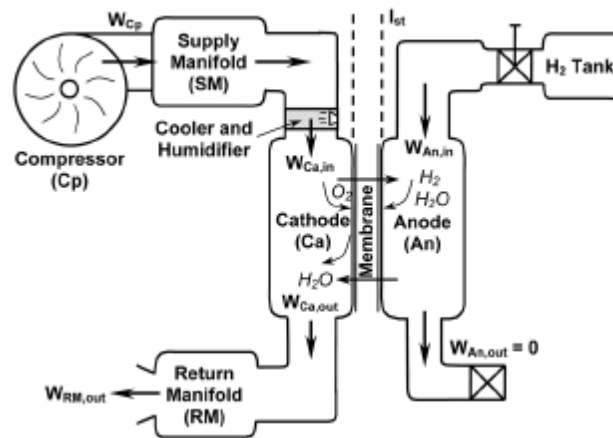 W_Cp
Supply
Manifold
(SM)
I_st
H₂ Tank
Cooler and
Humidifier
Compressor
(Cp)
W_Ca,in
W_An,in
O₂
H₂
H₂O
Cathode
(Ca)
Membrane
Anode
(An)
H₂O
W_Ca,out
W_An,out = 0
Return
Manifold
(RM)
W_RM,out